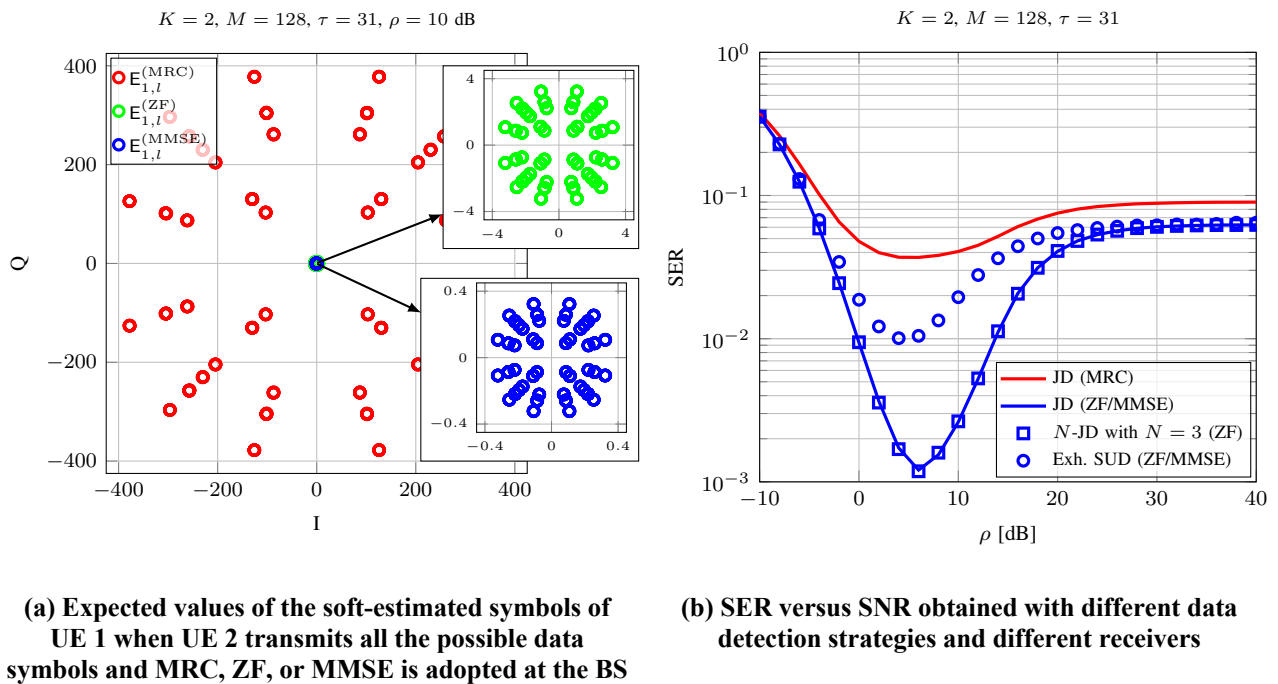 K = 2, M = 128, τ = 31, ρ = 10 dB
E_{1,l}^{(MRC)}
E_{1,l}^{(ZF)}
E_{1,l}^{(MMSE)}
400
200
0
−200
−400
Q
−400 −200 0 200 400
I
4
0
−4
−4 0 4
0.4
0
−0.4
−0.4 0 0.4
(a) Expected values of the soft-estimated symbols of
UE 1 when UE 2 transmits all the possible data
symbols and MRC, ZF, or MMSE is adopted at the BS
K = 2, M = 128, τ = 31
10^0
10^{−1}
10^{−2}
10^{−3}
SER
−10 0 10 20 30 40
ρ [dB]
JD (MRC)
JD (ZF/MMSE)
N-JD with N = 3 (ZF)
Exh. SUD (ZF/MMSE)
(b) SER versus SNR obtained with different data
detection strategies and different receivers